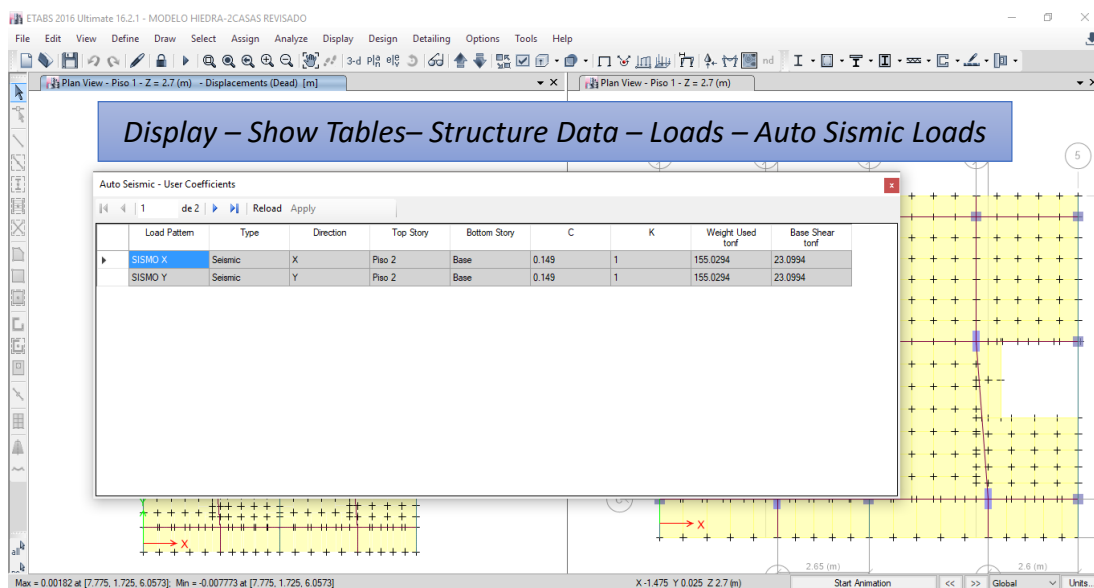 ETABS 2016 Ultimate 16.2.1 - MODELO HIEDRA-2CASAS REVISADO
File Edit View Define Draw Select Assign Analyze Display Design Detailing Options Tools Help
3-d
nd
Plan View - Piso 1 - Z = 2.7 (m) - Displacements (Dead) [m]
Plan View - Piso 1 - Z = 2.7 (m)
Display – Show Tables– Structure Data – Loads – Auto Sismic Loads
5
Auto Seismic - User Coefficients
1 de 2 Reload Apply
Load Pattern Type Direction Top Story Bottom Story C K Weight Used tonf Base Shear tonf
SISMO X Seismic X Piso 2 Base 0.149 1 155.0294 23.0994
SISMO Y Seismic Y Piso 2 Base 0.149 1 155.0294 23.0994
X
X
2.65 (m) 2.6 (m)
all
Max = 0.00182 at [7.775, 1.725, 6.0573]; Min = -0.007773 at [7.775, 1.725, 6.0573] X -1.475 Y 0.025 Z 2.7 (m) Start Animation << >> Global Units...